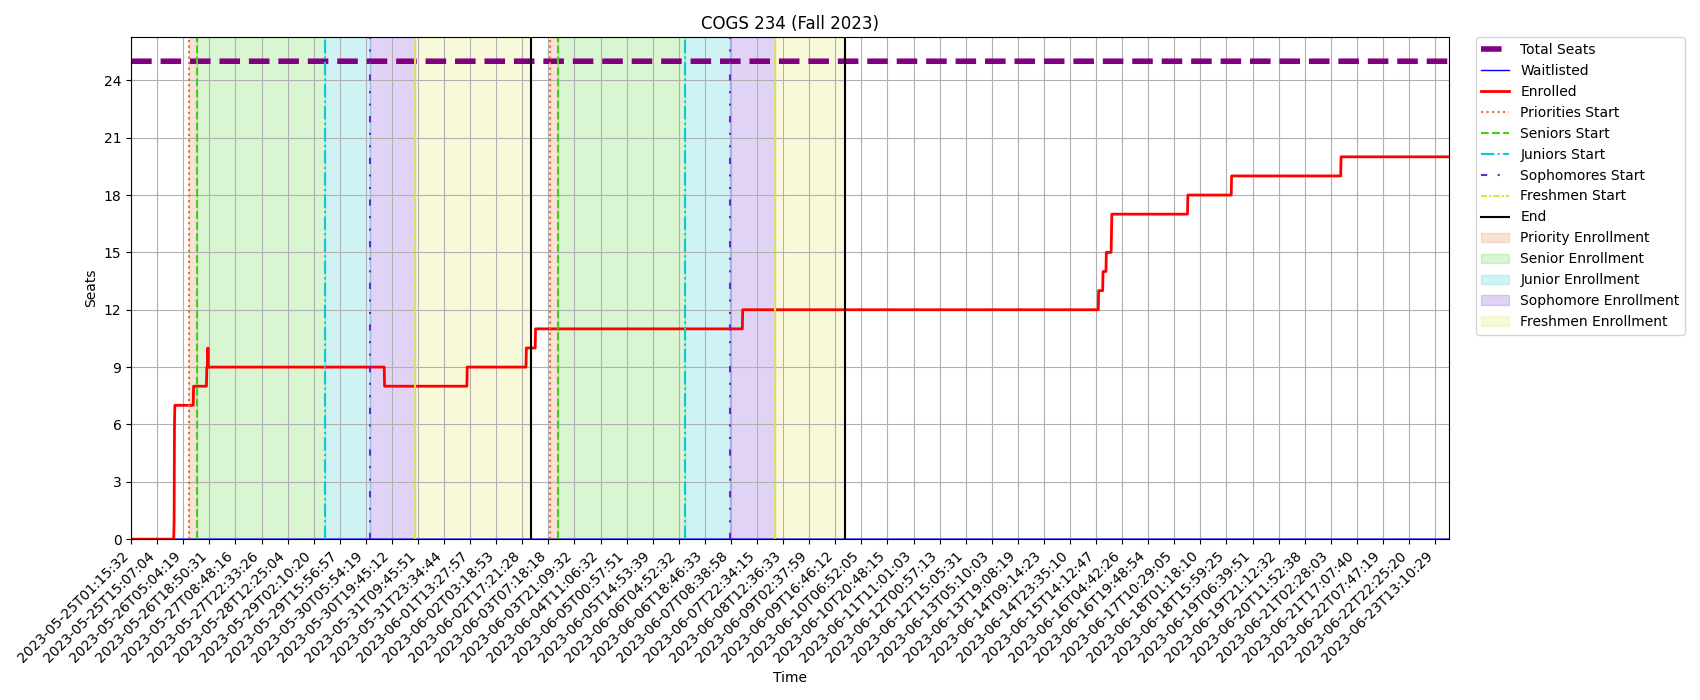 COGS 234 (Fall 2023)
Seats
24
21
18
15
12
9
6
3
0
2023-05-25T01:15:32
2023-05-25T15:07:04
2023-05-26T05:04:19
2023-05-26T18:50:31
2023-05-27T08:48:16
2023-05-27T22:33:26
2023-05-28T12:25:04
2023-05-29T02:10:20
2023-05-29T15:56:57
2023-05-30T05:54:19
2023-05-30T19:45:12
2023-05-31T09:45:51
2023-05-31T23:34:44
2023-06-01T13:27:57
2023-06-02T03:18:53
2023-06-02T17:21:28
2023-06-03T07:18:18
2023-06-03T21:09:32
2023-06-04T11:06:32
2023-06-05T00:57:51
2023-06-05T14:53:39
2023-06-06T04:52:32
2023-06-06T18:46:33
2023-06-07T08:38:58
2023-06-07T22:34:15
2023-06-08T12:36:33
2023-06-09T02:37:59
2023-06-09T16:46:12
2023-06-10T06:52:05
2023-06-10T20:48:15
2023-06-11T11:01:03
2023-06-12T00:57:13
2023-06-12T15:05:31
2023-06-13T05:10:03
2023-06-13T19:08:19
2023-06-14T09:14:23
2023-06-14T23:35:10
2023-06-15T14:12:47
2023-06-16T04:42:26
2023-06-16T19:48:54
2023-06-17T10:29:05
2023-06-18T01:18:10
2023-06-18T15:59:25
2023-06-19T06:39:51
2023-06-19T21:12:32
2023-06-20T11:52:38
2023-06-21T02:28:03
2023-06-21T17:07:40
2023-06-22T07:47:19
2023-06-22T22:25:20
2023-06-23T13:10:29
Time
Total Seats
Waitlisted
Enrolled
Priorities Start
Seniors Start
Juniors Start
Sophomores Start
Freshmen Start
End
Priority Enrollment
Senior Enrollment
Junior Enrollment
Sophomore Enrollment
Freshmen Enrollment